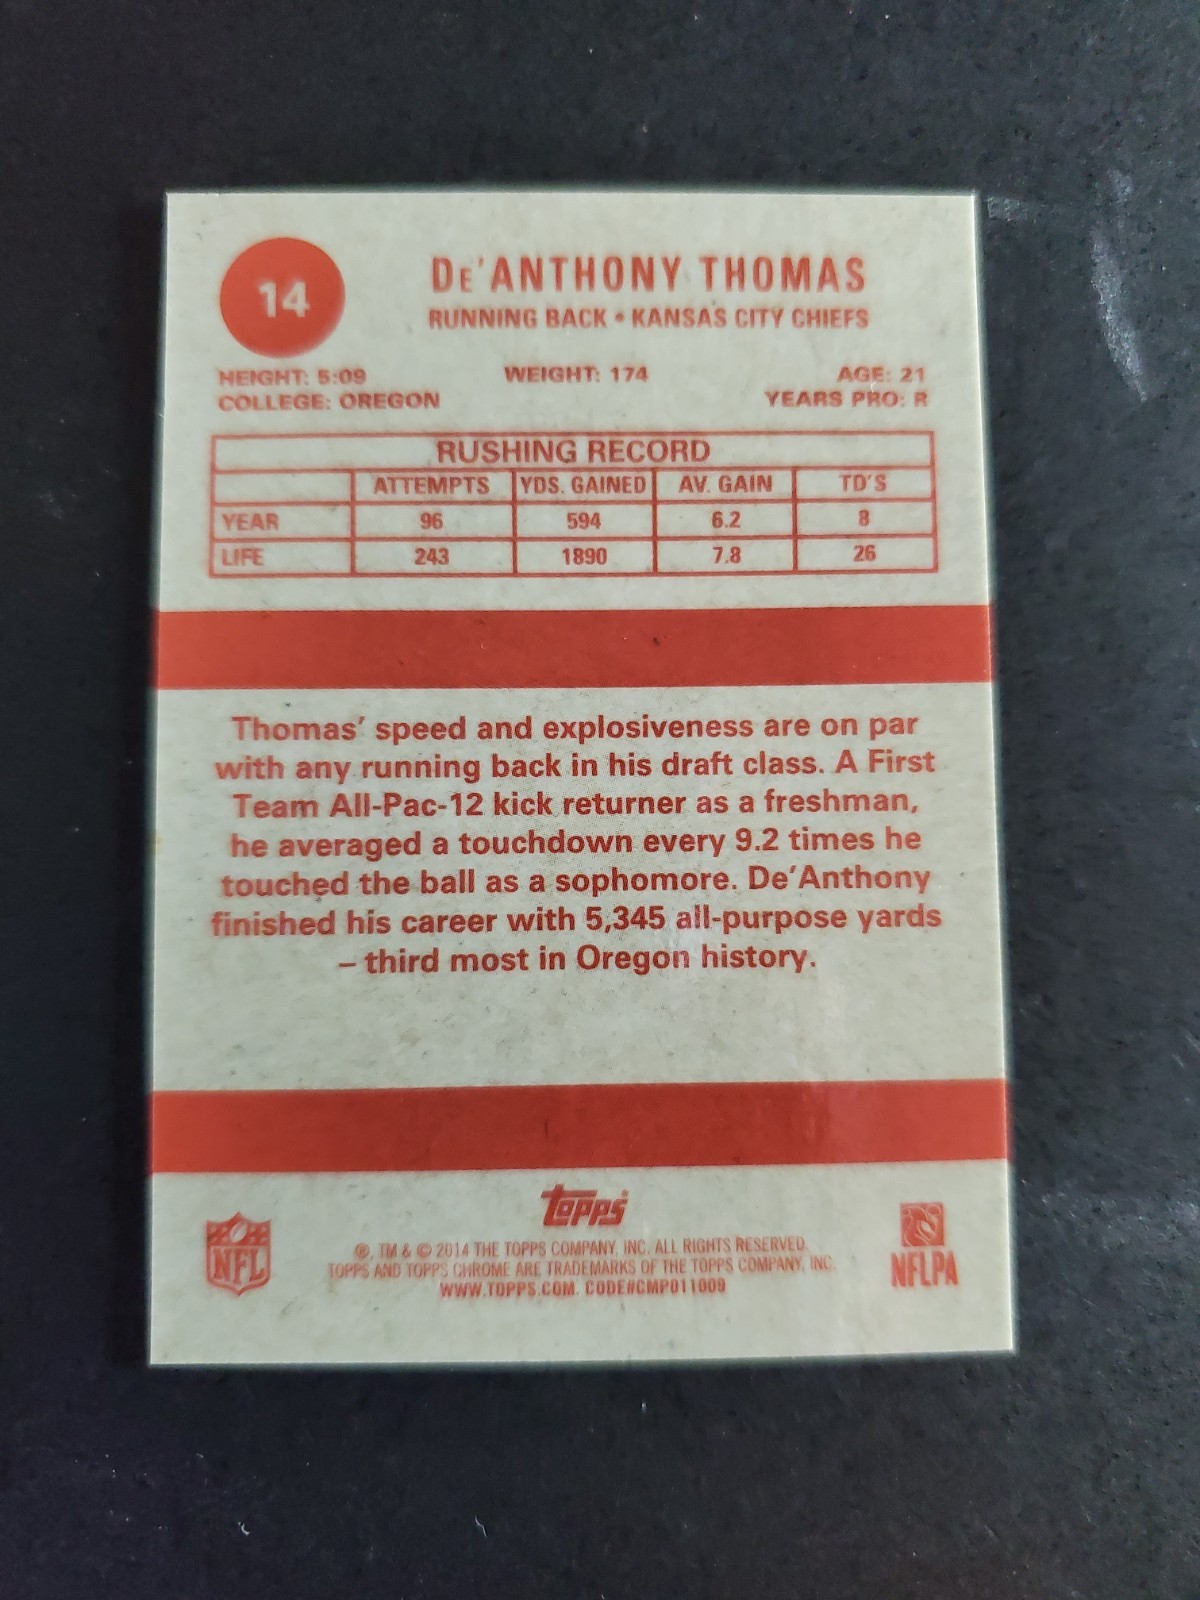 14
DE'ANTHONY THOMAS
RUNNING BACK • KANSAS CITY CHIEFS
HEIGHT: 5:09 WEIGHT: 174 AGE: 21
COLLEGE: OREGON YEARS PRO: R
RUSHING RECORD
ATTEMPTS YDS. GAINED AV. GAIN TD'S
YEAR 96 594 6.2 8
LIFE 243 1890 7.8 26
Thomas' speed and explosiveness are on par
with any running back in his draft class. A First
Team All-Pac-12 kick returner as a freshman,
he averaged a touchdown every 9.2 times he
touched the ball as a sophomore. De'Anthony
finished his career with 5,345 all-purpose yards
– third most in Oregon history.
topps
®, TM & © 2014 THE TOPPS COMPANY, INC. ALL RIGHTS RESERVED.
TOPPS AND TOPPS CHROME ARE TRADEMARKS OF THE TOPPS COMPANY, INC.
WWW.TOPPS.COM. CODE#CMP011009
NFL
NFLPA